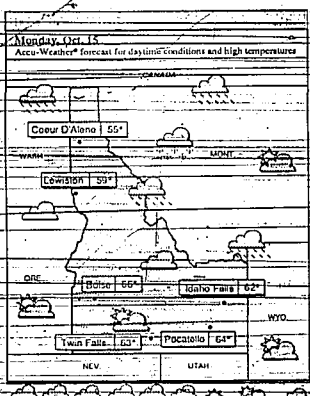 Monday, Oct. 15
Accu-Weather® forecast for daytime conditions and high temperatures
CANADA
Coeur D'Alene 55°
WASH.
MONT.
Lewiston 59°
ORE.
Boise 66°
Idaho Falls 62°
WYO.
Twin Falls 63°
Pocatello 64°
NEV.
UTAH